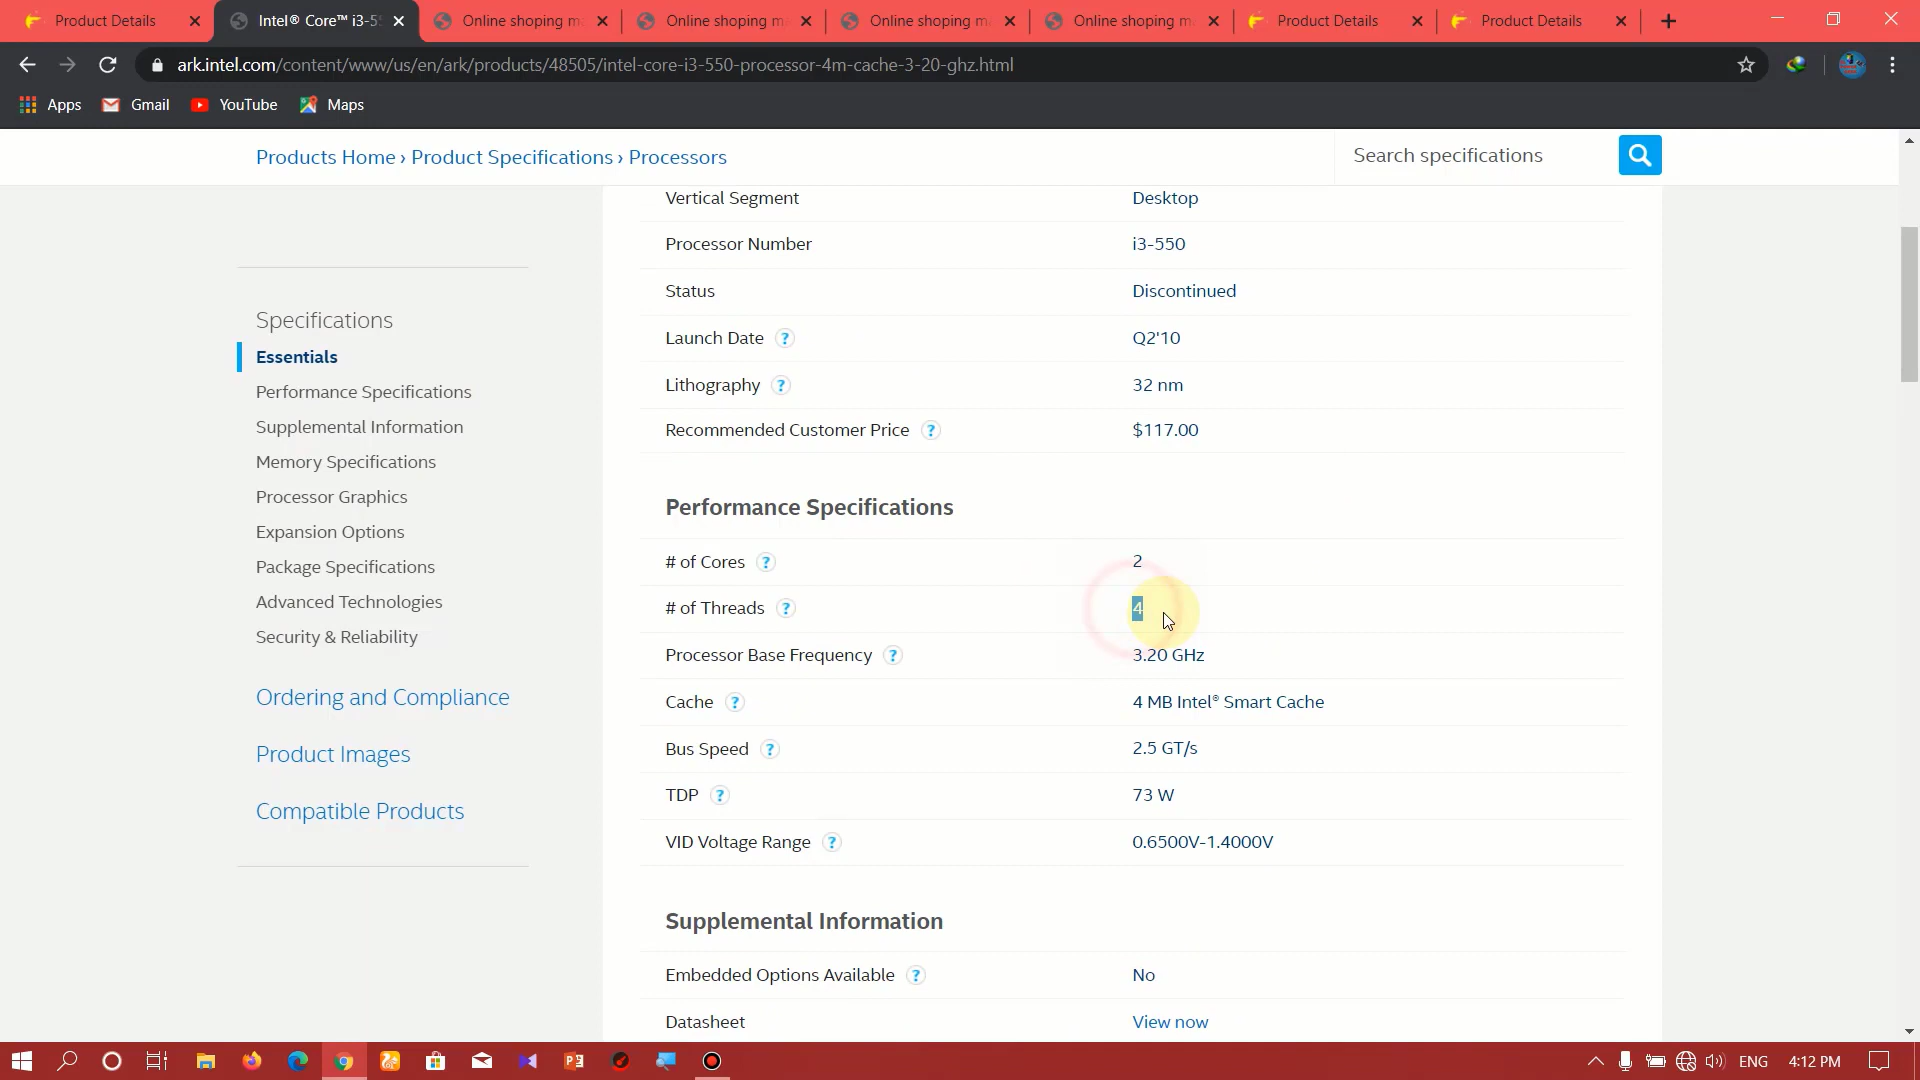 Product Details
Intel® Core™ i3-5
Online shoping m
Online shoping m
Online shoping m
Online shoping m
Product Details
Product Details
ark.intel.com/content/www/us/en/ark/products/48505/intel-core-i3-550-processor-4m-cache-3-20-ghz.html
Apps Gmail YouTube Maps
Products Home › Product Specifications › Processors
Search specifications
Specifications
Essentials
Performance Specifications
Supplemental Information
Memory Specifications
Processor Graphics
Expansion Options
Package Specifications
Advanced Technologies
Security & Reliability
Ordering and Compliance
Product Images
Compatible Products
Vertical Segment Desktop
Processor Number i3-550
Status Discontinued
Launch Date ? Q2'10
Lithography ? 32 nm
Recommended Customer Price ? $117.00
Performance Specifications
# of Cores ? 2
# of Threads ? 4
Processor Base Frequency ? 3.20 GHz
Cache ? 4 MB Intel® Smart Cache
Bus Speed ? 2.5 GT/s
TDP ? 73 W
VID Voltage Range ? 0.6500V-1.4000V
Supplemental Information
Embedded Options Available ? No
Datasheet View now
ENG 4:12 PM